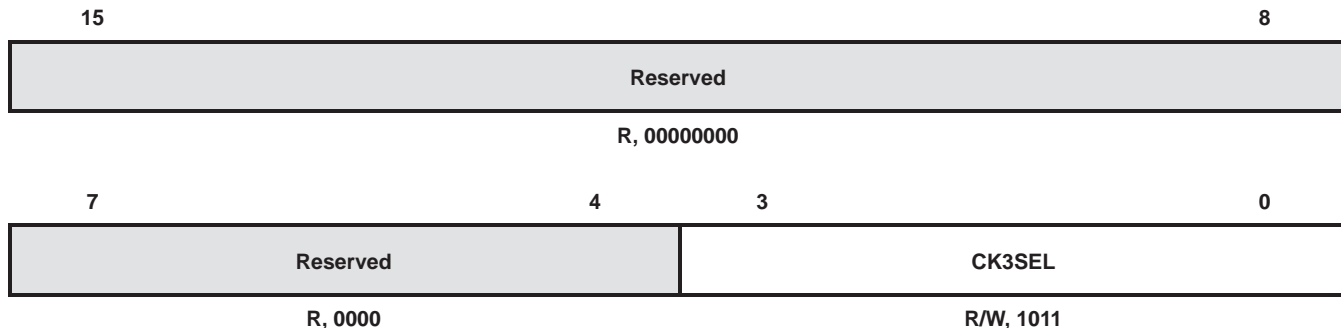 15 8
Reserved
R, 00000000
7 4 3 0
Reserved CK3SEL
R, 0000 R/W, 1011